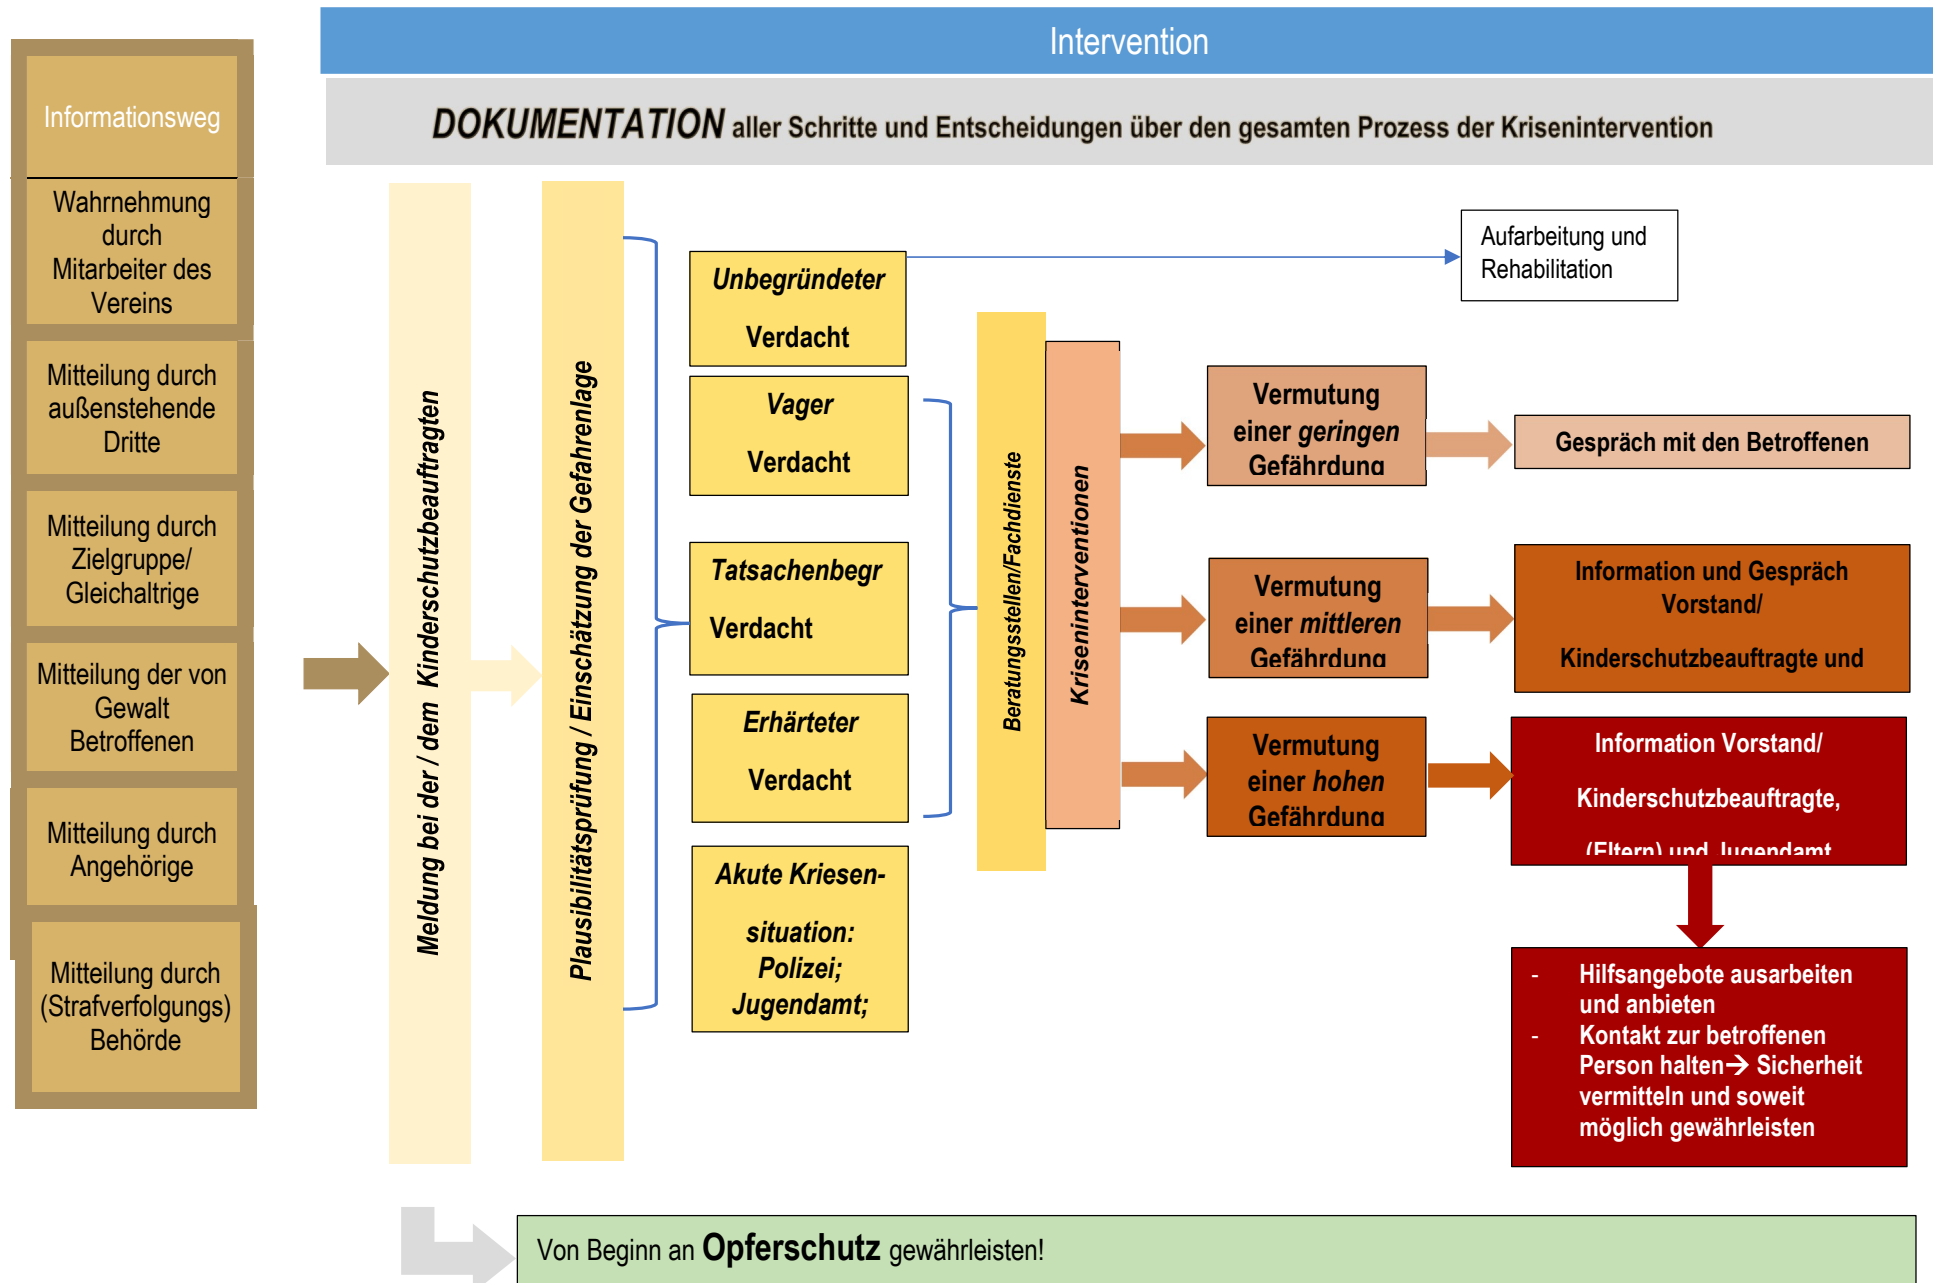 Intervention
DOKUMENTATION aller Schritte und Entscheidungen über den gesamten Prozess der Krisenintervention
Informationsweg
Wahrnehmung
durch
Mitarbeiter des
Vereins
Mitteilung durch
außenstehende
Dritte
Mitteilung durch
Zielgruppe/
Gleichaltrige
Mitteilung der von
Gewalt
Betroffenen
Mitteilung durch
Angehörige
Mitteilung durch
(Strafverfolgungs)
Behörde
Meldung bei der / dem Kinderschutzbeauftragten
Plausibilitätsprüfung / Einschätzung der Gefahrenlage
Unbegründeter
Verdacht
Vager
Verdacht
Tatsachenbegr
Verdacht
Erhärteter
Verdacht
Akute Kriesen-
situation:
Polizei;
Jugendamt;
Beratungsstellen/Fachdienste
Kriseninterventionen
Aufarbeitung und
Rehabilitation
Vermutung
einer geringen
Gefährdung
Gespräch mit den Betroffenen
Vermutung
einer mittleren
Gefährdung
Information und Gespräch
Vorstand/
Kinderschutzbeauftragte und
Vermutung
einer hohen
Gefährdung
Information Vorstand/
Kinderschutzbeauftragte,
(Eltern) und Jugendamt
- Hilfsangebote ausarbeiten
und anbieten
- Kontakt zur betroffenen
Person halten→ Sicherheit
vermitteln und soweit
möglich gewährleisten
Von Beginn an Opferschutz gewährleisten!